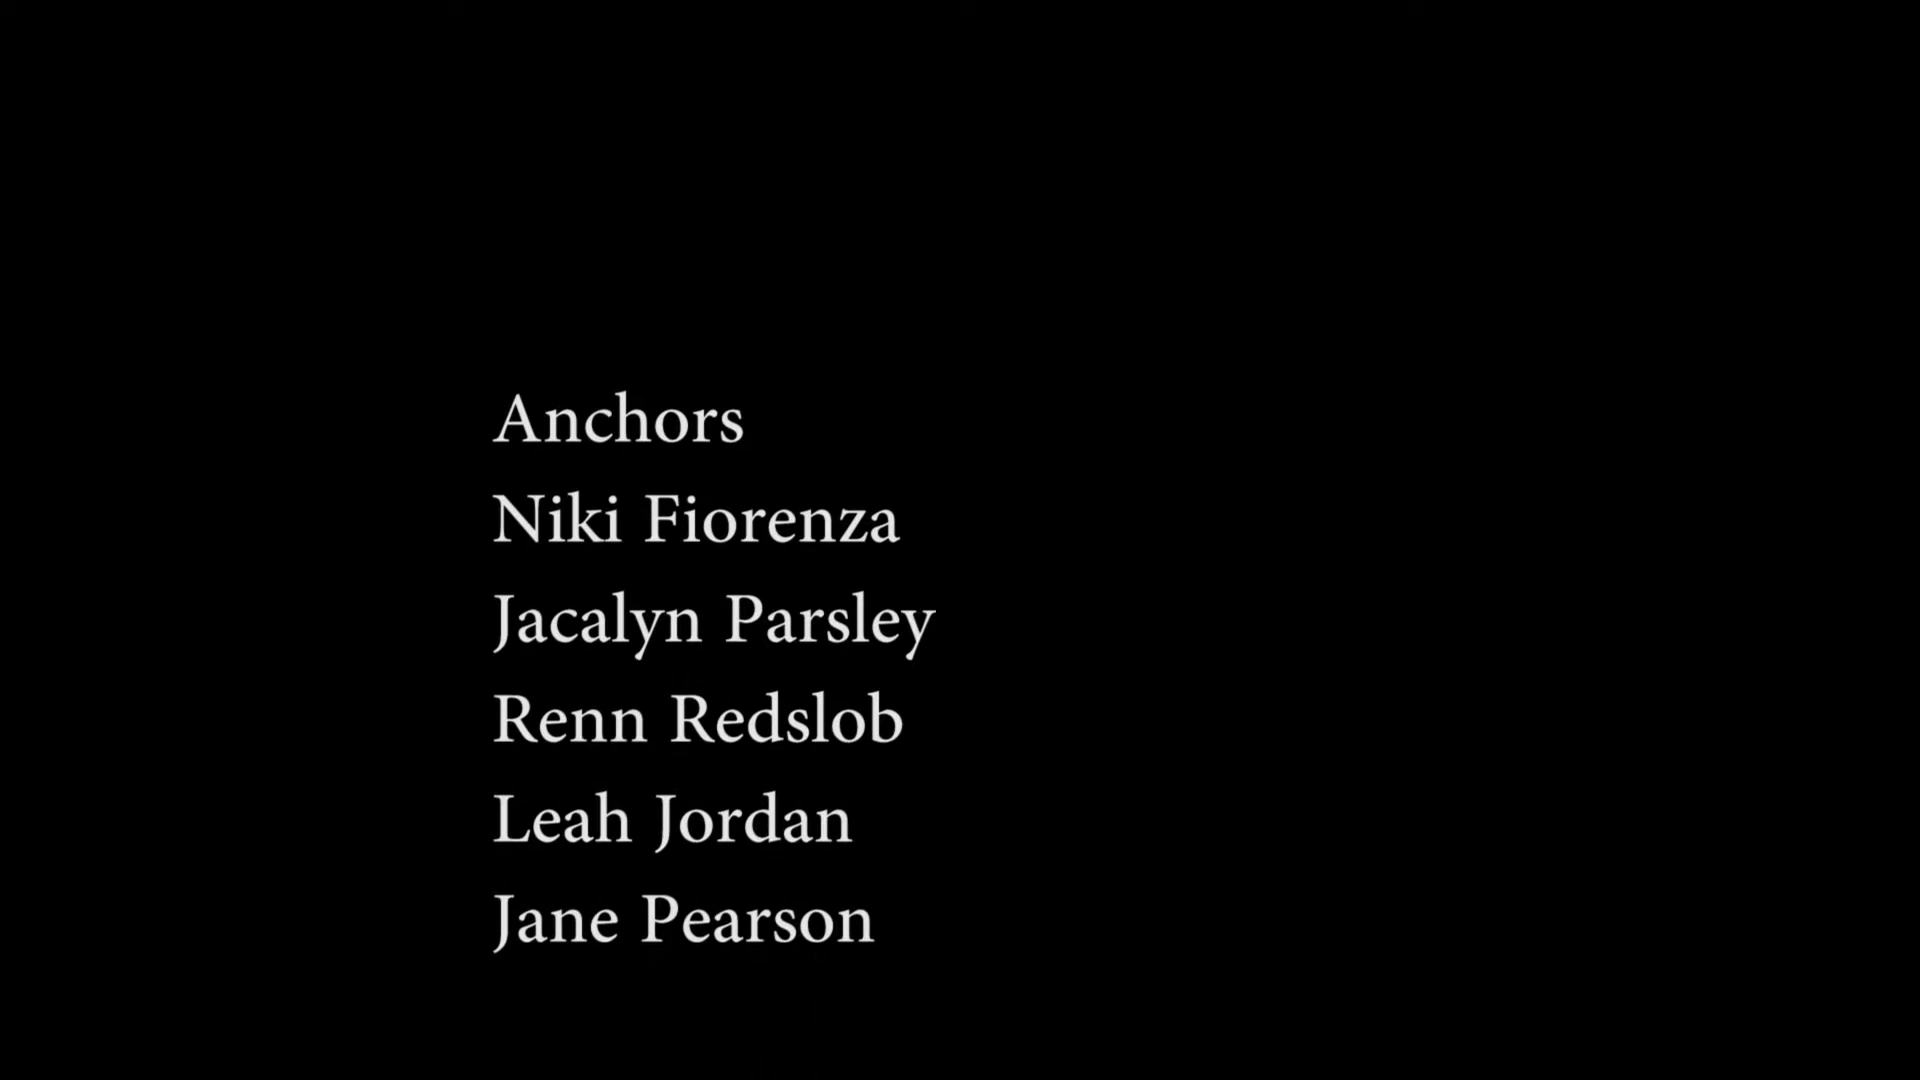 Anchors
Niki Fiorenza
Jacalyn Parsley
Renn Redslob
Leah Jordan
Jane Pearson